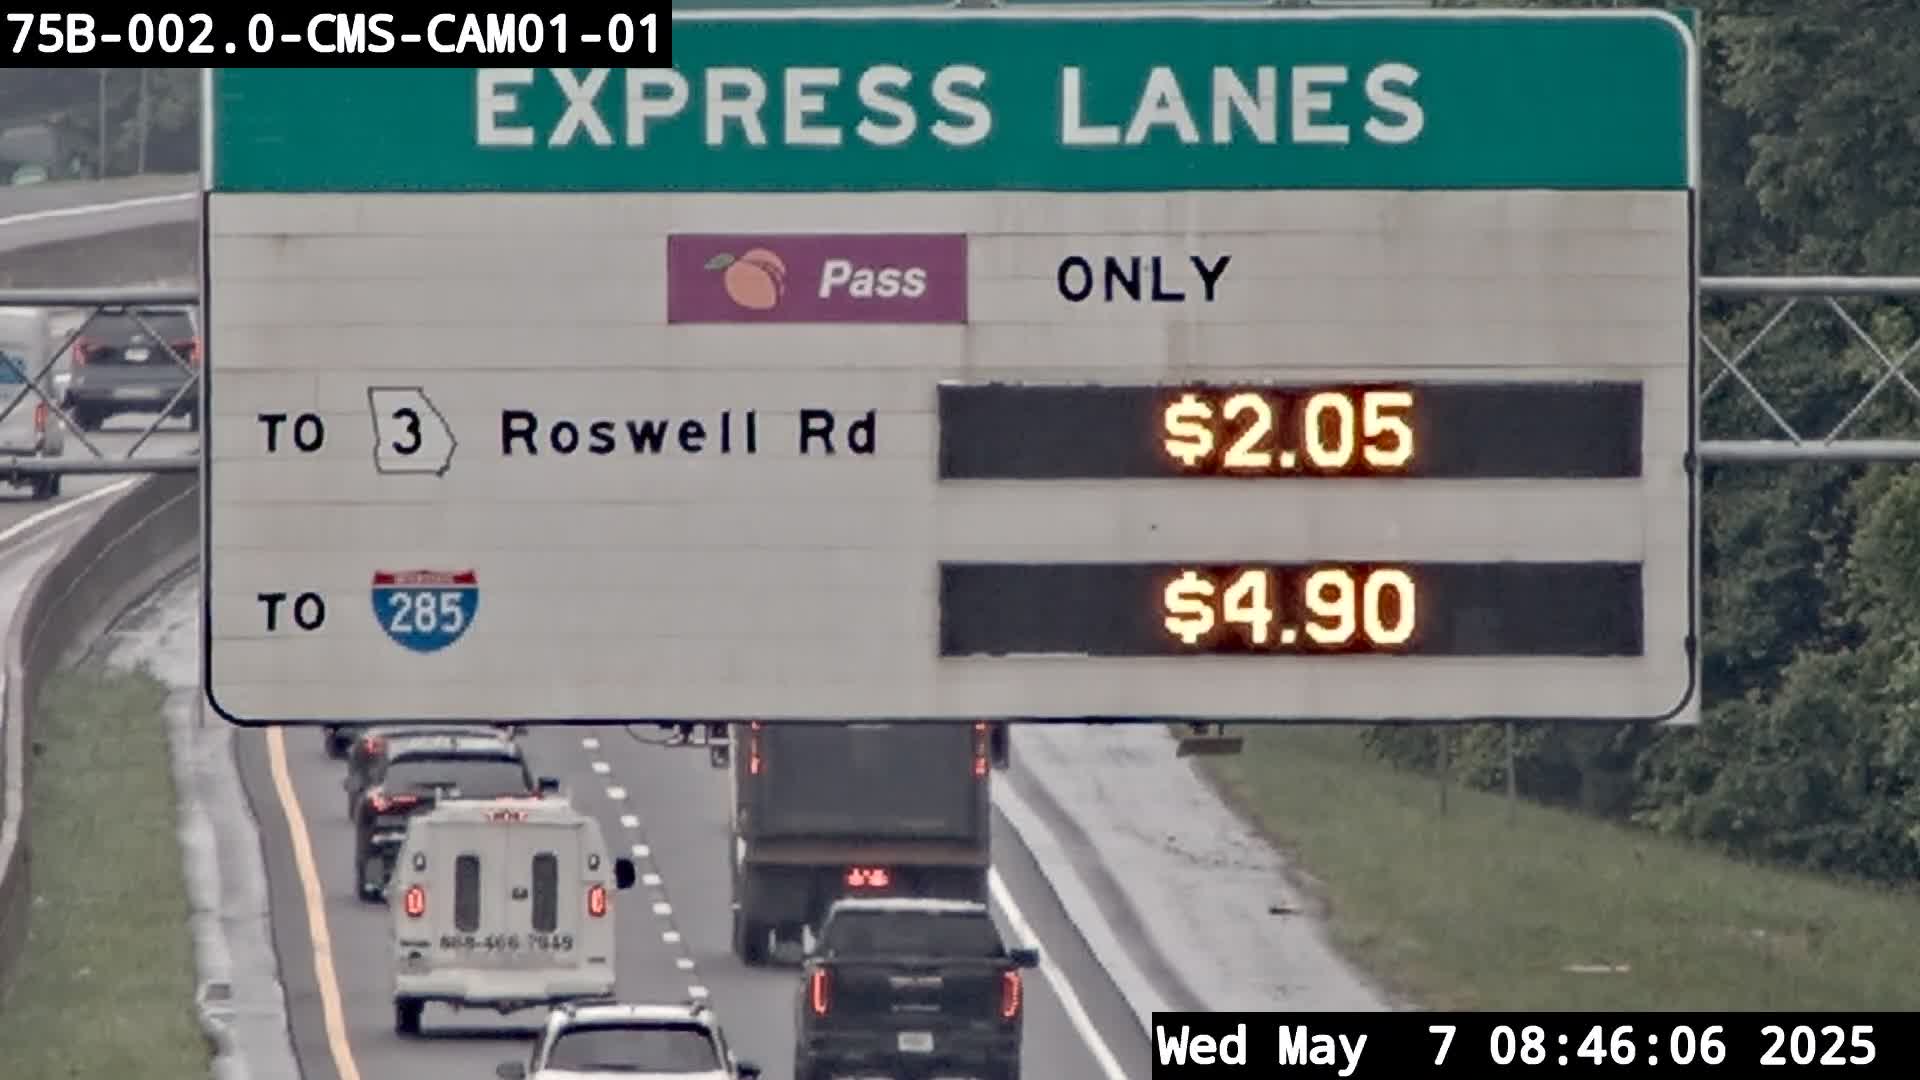 75B-002.0-CMS-CAM01-01
EXPRESS LANES
Pass ONLY
TO 3 Roswell Rd $2.05
TO 285 $4.90
Wed May 7 08:46:06 2025